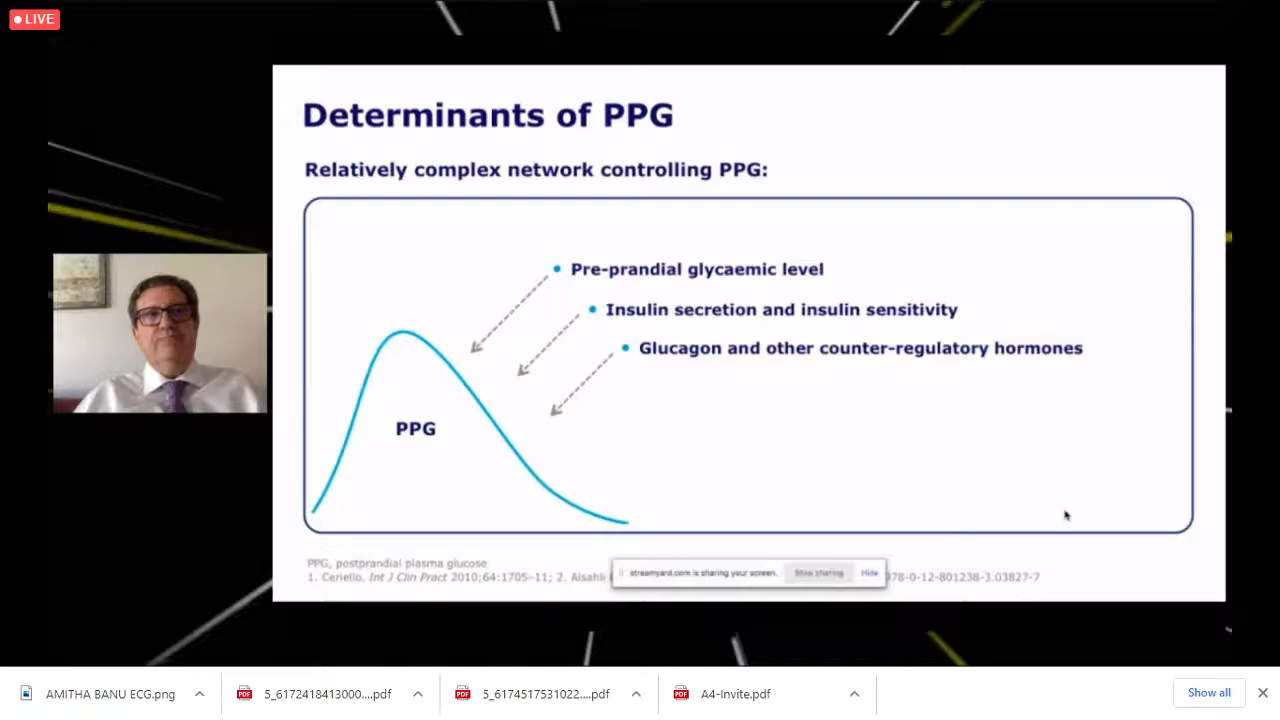 LIVE
Determinants of PPG
Relatively complex network controlling PPG:
Pre-prandial glycaemic level
Insulin secretion and insulin sensitivity
Glucagon and other counter-regulatory hormones
PPG
PPG, postprandial plasma glucose
1. Ceriello. Int J Clin Pract 2010;64:1705–11; 2. Alsahli
978-0-12-801238-3.03827-7
streamyard.com is sharing your screen. Stop sharing Hide
AMITHA BANU ECG.png
5_6172418413000....pdf
5_6174517531022....pdf
A4-Invite.pdf
Show all